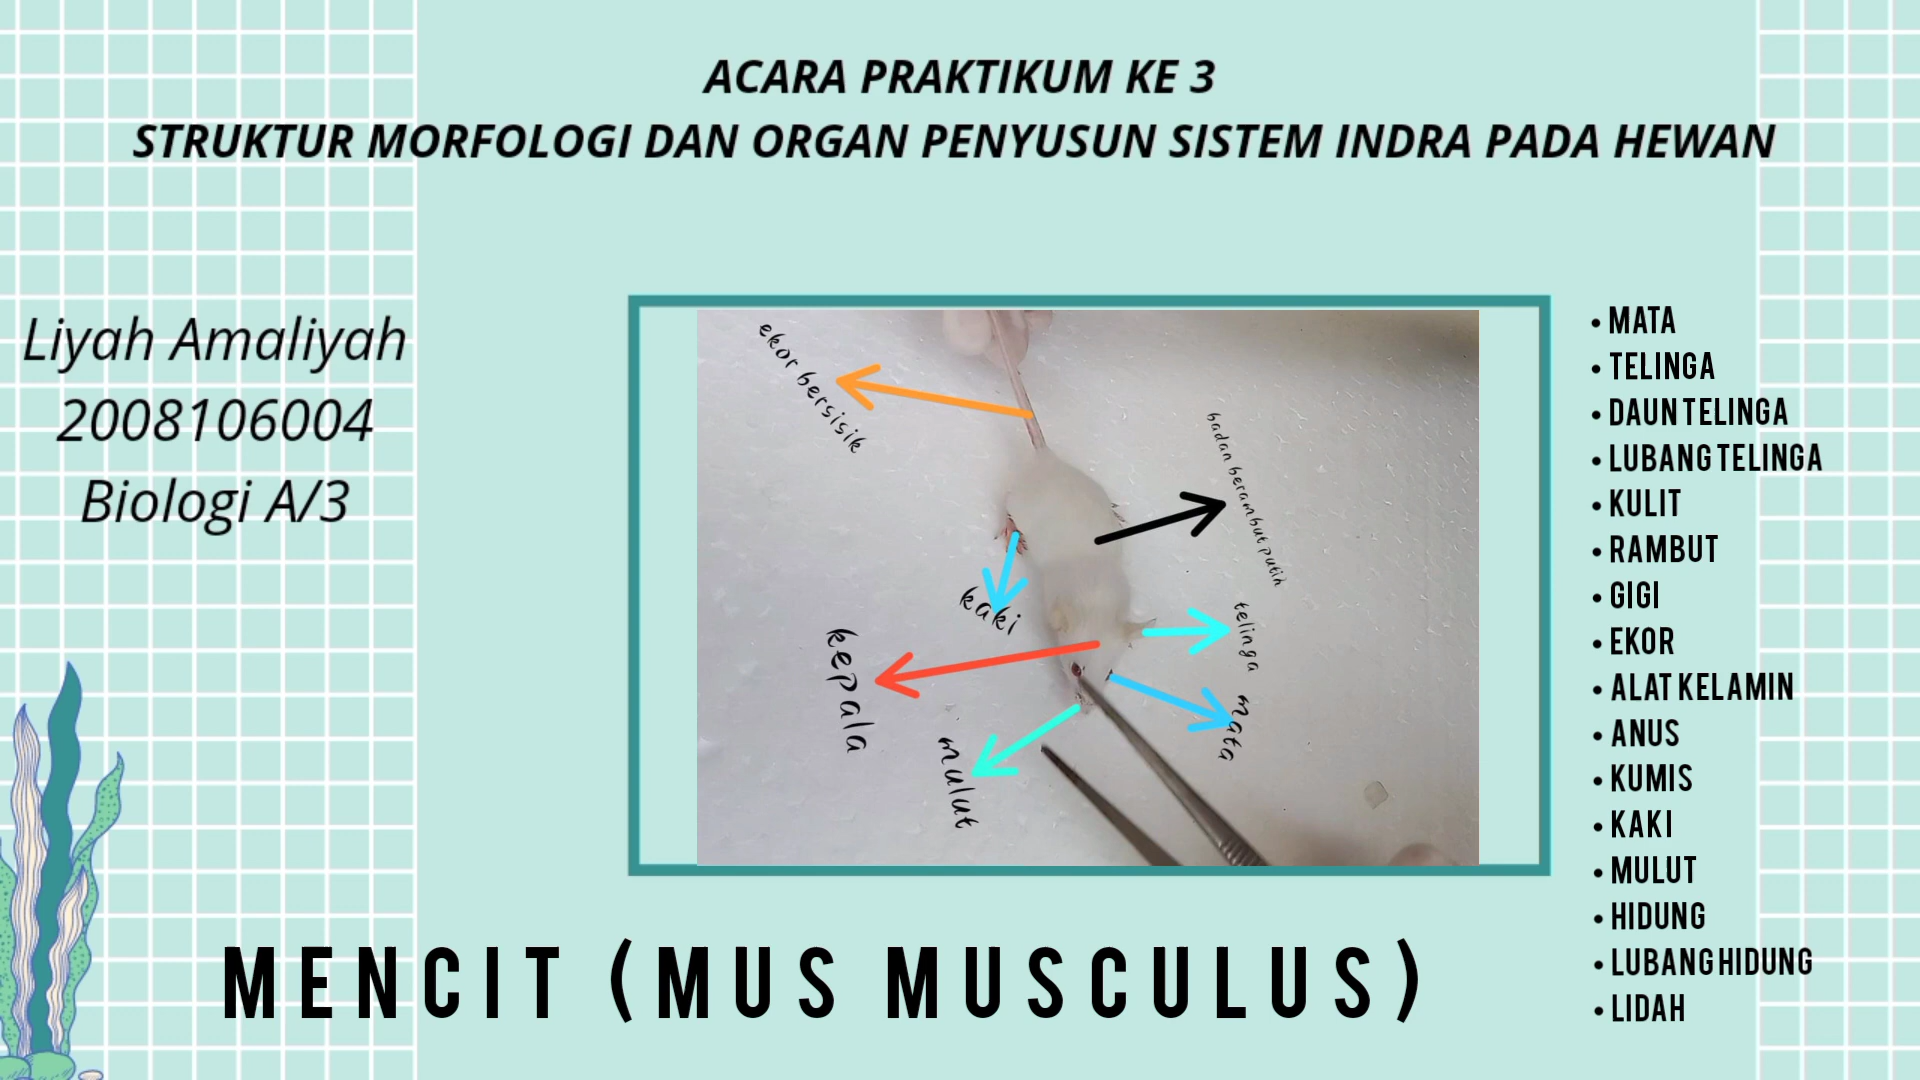 ACARA PRAKTIKUM KE 3
STRUKTUR MORFOLOGI DAN ORGAN PENYUSUN SISTEM INDRA PADA HEWAN
Liyah Amaliyah
2008106004
Biologi A/3
ekor bersisik
badan berambut putih
kaki
telinga
kepala
mata
mulut
• MATA
• TELINGA
• DAUN TELINGA
• LUBANG TELINGA
• KULIT
• RAMBUT
• GIGI
• EKOR
• ALAT KELAMIN
• ANUS
• KUMIS
• KAKI
• MULUT
• HIDUNG
• LUBANG HIDUNG
• LIDAH
MENCIT (MUS MUSCULUS)